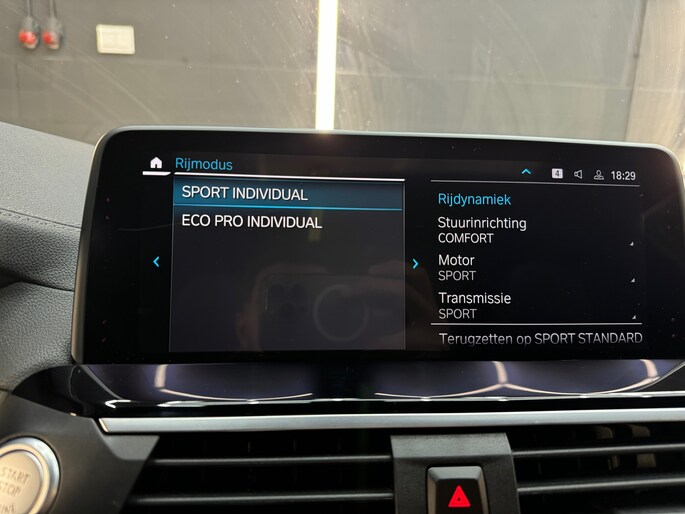 Rijmodus
4
18:29
SPORT INDIVIDUAL
ECO PRO INDIVIDUAL
Rijdynamiek
Stuurinrichting
COMFORT
Motor
SPORT
Transmissie
SPORT
Terugzetten op SPORT STANDARD
START
STOP